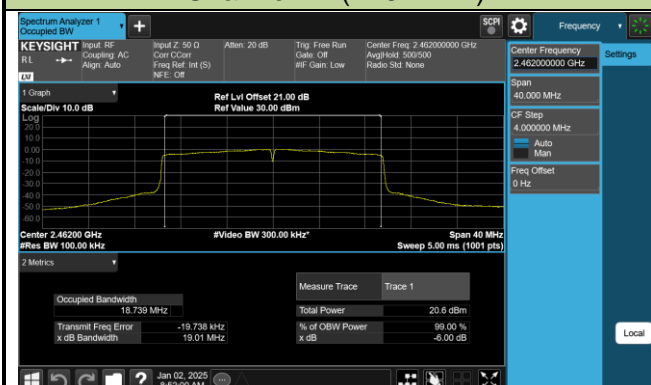 Spectrum Analyzer 1
Occupied BW
+
SCPI
Frequency
KEYSIGHT
RL
Input: RF
Coupling: AC
Align: Auto
Input Z: 50 Ω
Corr CCorr
Freq Ref: Int (S)
NFE: Off
Atten: 20 dB
Trig: Free Run
Gate: Off
#IF Gain: Low
Center Freq: 2.462000000 GHz
Avg|Hold: 500/500
Radio Std: None
Center Frequency
2.462000000 GHz
Settings
Span
40.000 MHz
CF Step
4.000000 MHz
Auto
Man
Freq Offset
0 Hz
Local
1 Graph
Scale/Div 10.0 dB
Ref Lvl Offset 21.00 dB
Ref Value 30.00 dBm
Log
20.0
10.0
0.00
-10.0
-20.0
-30.0
-40.0
-50.0
-60.0
Center 2.46200 GHz
#Video BW 300.00 kHz*
Span 40 MHz
#Res BW 100.00 kHz
Sweep 5.00 ms (1001 pts)
2 Metrics
Measure Trace
Trace 1
Occupied Bandwidth
18.739 MHz
Total Power
20.6 dBm
Transmit Freq Error
-19.738 kHz
% of OBW Power
99.00 %
x dB Bandwidth
19.01 MHz
x dB
-6.00 dB
?
Jan 02, 2025